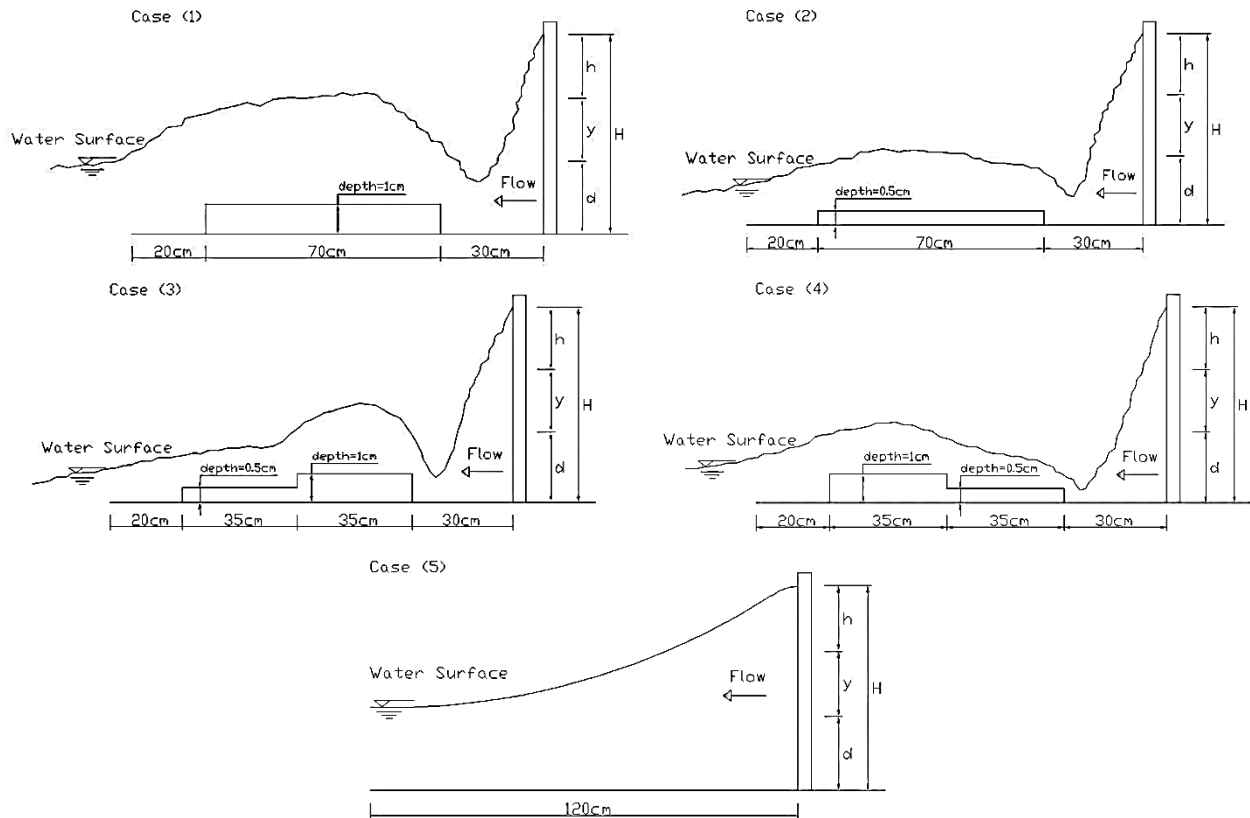 Case (1)
h
y
H
d
Water Surface
depth=1cm
Flow
20cm
70cm
30cm
Case (2)
h
y
H
d
Water Surface
depth=0.5cm
Flow
20cm
70cm
30cm
Case (3)
h
y
H
d
Water Surface
depth=0.5cm
depth=1cm
Flow
20cm
35cm
35cm
30cm
Case (4)
h
y
H
d
Water Surface
depth=1cm
depth=0.5cm
Flow
20cm
35cm
35cm
30cm
Case (5)
h
y
H
d
Water Surface
Flow
120cm